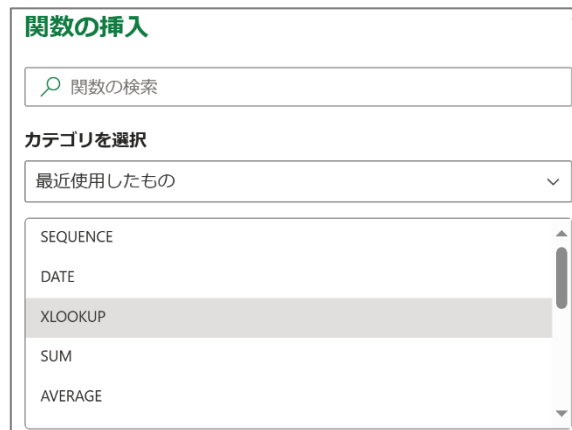 関数の挿入
関数の検索
カテゴリを選択
最近使用したもの
SEQUENCE
DATE
XLOOKUP
SUM
AVERAGE